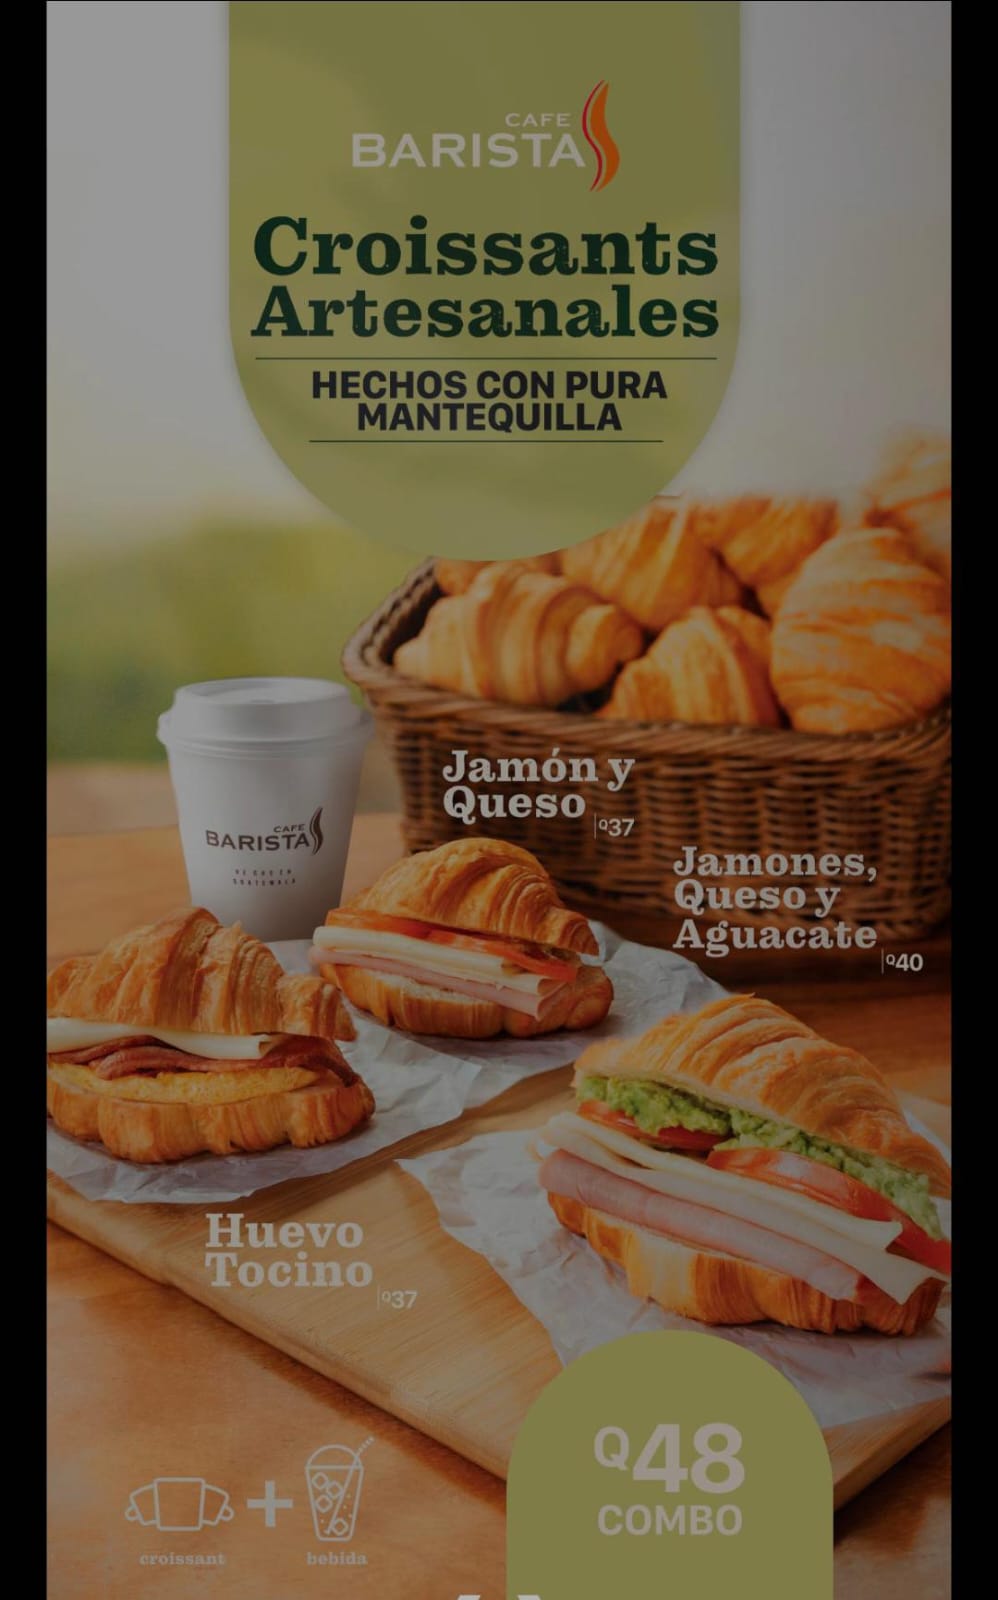 CAFE
BARISTA
Croissants
Artesanales
HECHOS CON PURA
MANTEQUILLA
Jamón y
Queso
Q37
Jamones,
Queso y
Aguacate
Q40
CAFE
BARISTA
Huevo
Tocino
Q37
Q48
COMBO
+
croissant
bebida